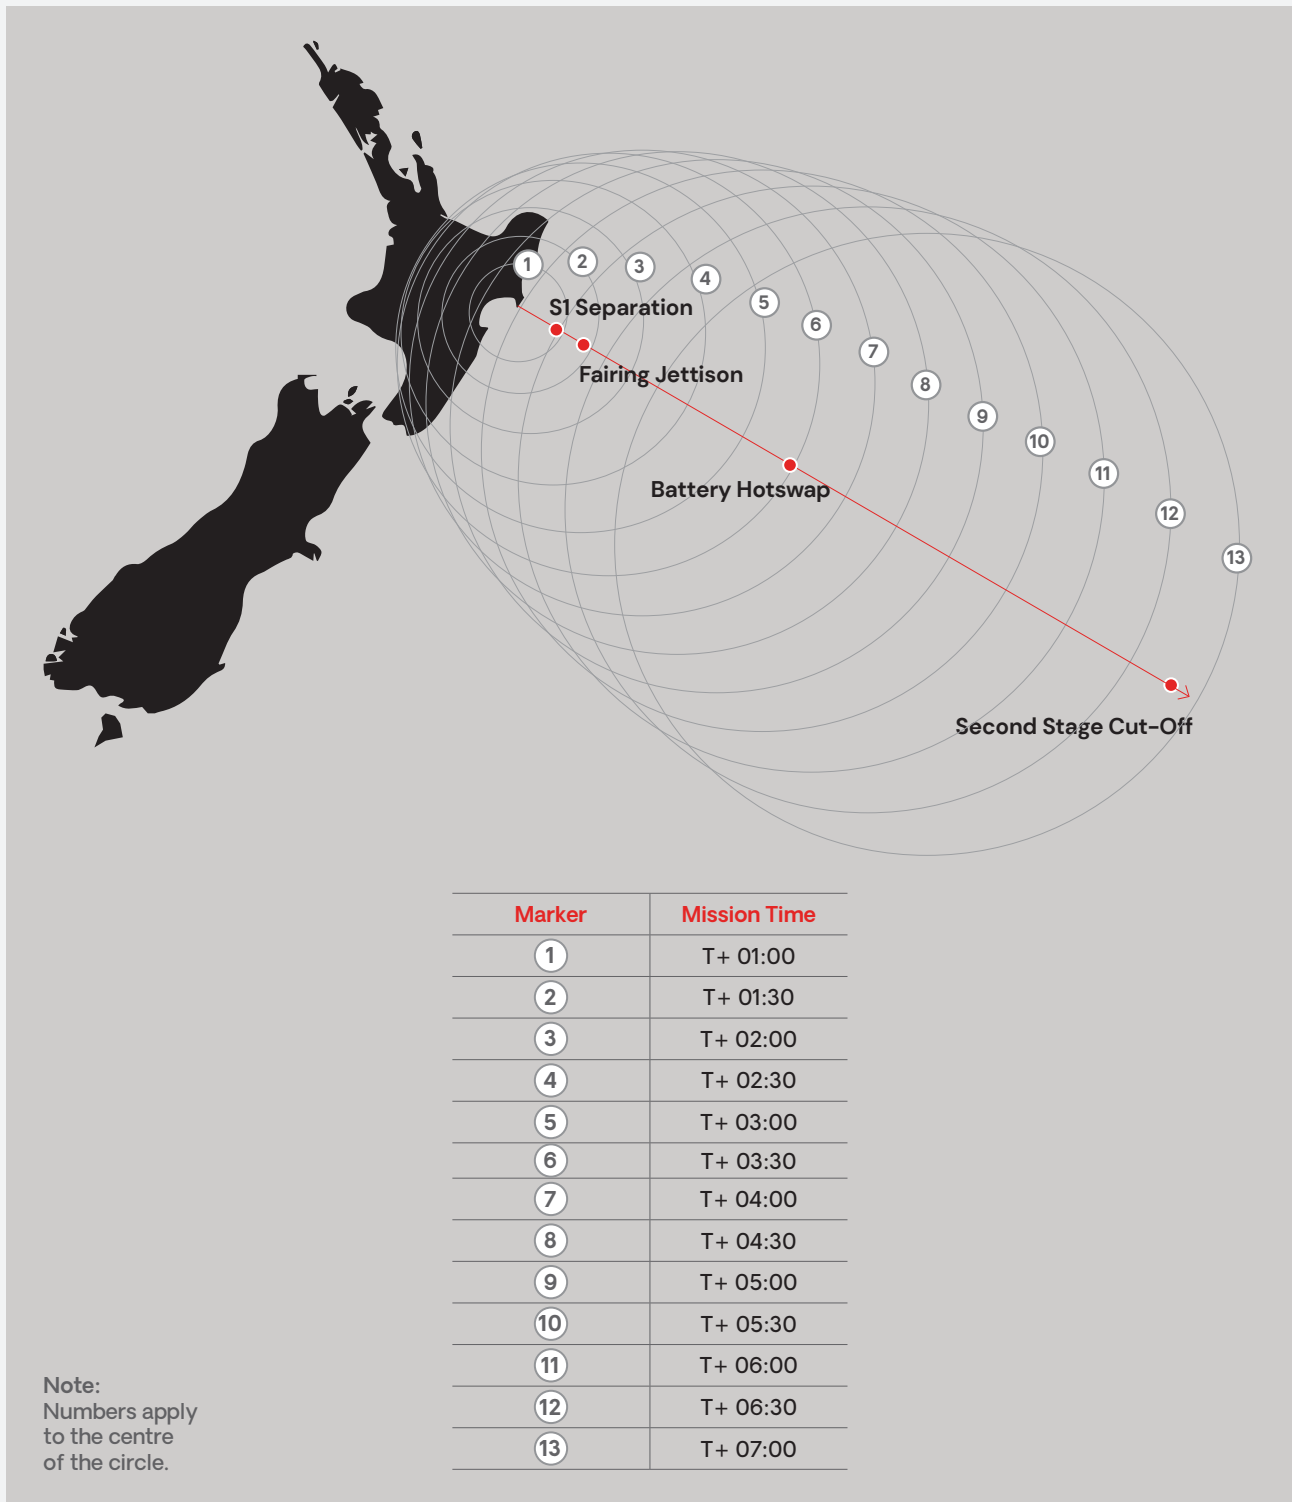 1
2
3
4
S1 Separation
5
6
7
Fairing Jettison
8
9
10
11
Battery Hotswap
12
13
Second Stage Cut-Off
Marker Mission Time
1 T+ 01:00
2 T+ 01:30
3 T+ 02:00
4 T+ 02:30
5 T+ 03:00
6 T+ 03:30
7 T+ 04:00
8 T+ 04:30
9 T+ 05:00
10 T+ 05:30
11 T+ 06:00
12 T+ 06:30
13 T+ 07:00
Note:
Numbers apply
to the centre
of the circle.